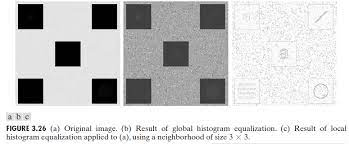 a b c
FIGURE 3.26 (a) Original image. (b) Result of global histogram equalization. (c) Result of local
histogram equalization applied to (a), using a neighborhood of size 3 × 3.